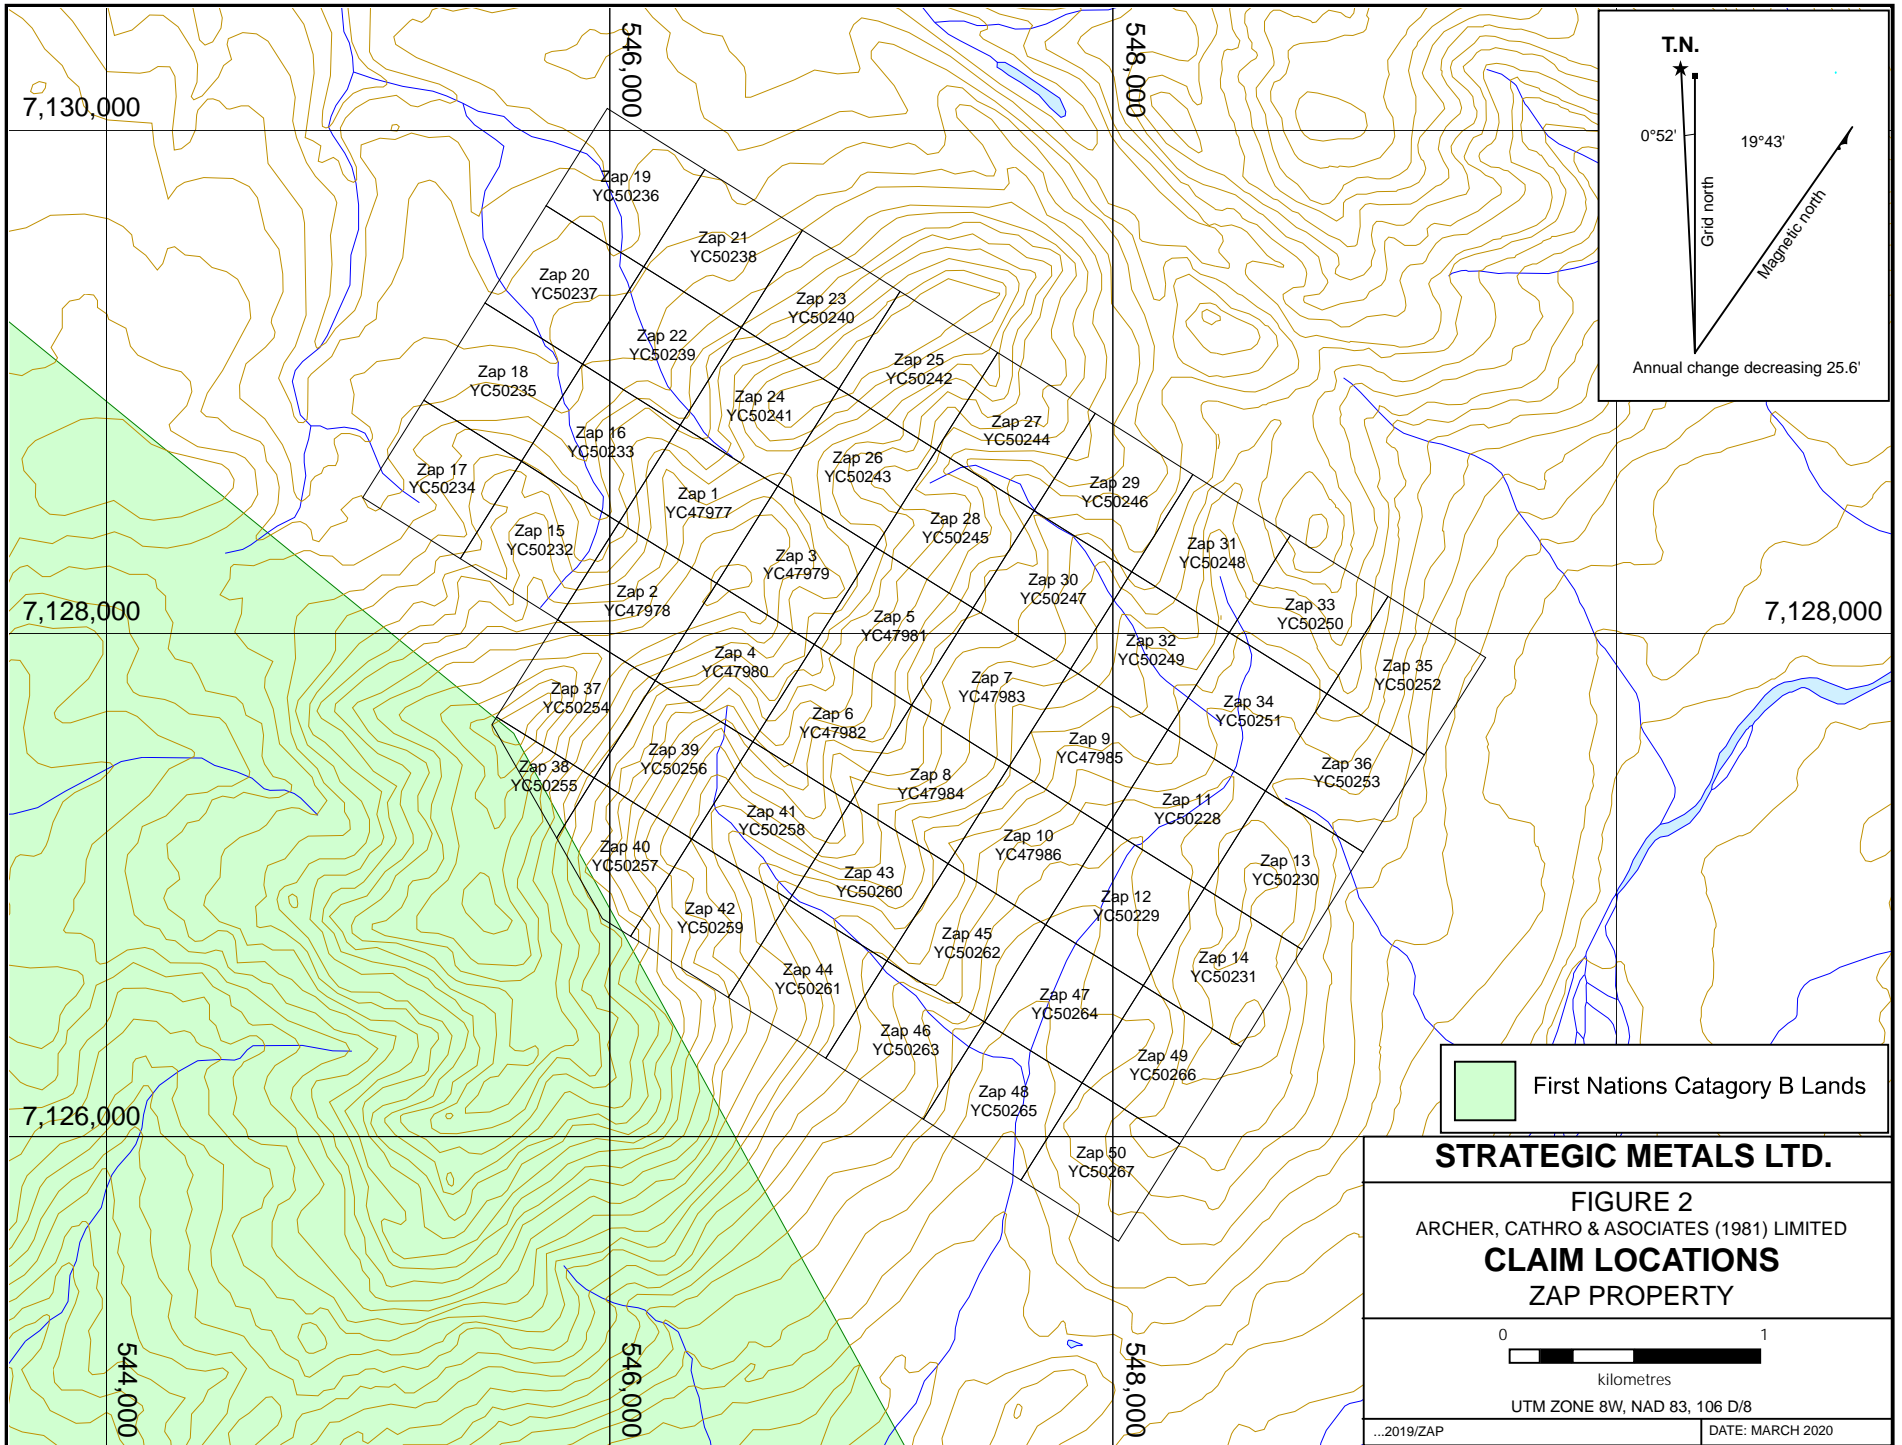 546,000
548,000
7,130,000
T.N.
0°52'
19°43'
Grid north
Magnetic north
Annual change decreasing 25.6'
Zap 19
YC50236
Zap 21
YC50238
Zap 20
YC50237
Zap 23
YC50240
Zap 22
YC50239
Zap 25
YC50242
Zap 18
YC50235
Zap 24
YC50241
Zap 27
YC50244
Zap 16
YC50233
Zap 26
YC50243
Zap 17
YC50234
Zap 29
YC50246
Zap 1
YC47977
Zap 28
YC50245
Zap 15
YC50232
Zap 31
YC50248
Zap 3
YC47979
Zap 30
YC50247
Zap 2
YC47978
Zap 33
YC50250
7,128,000
7,128,000
Zap 5
YC47981
Zap 32
YC50249
Zap 4
YC47980
Zap 35
YC50252
Zap 37
YC50254
Zap 7
YC47983
Zap 34
YC50251
Zap 6
YC47982
Zap 39
YC50256
Zap 9
YC47985
Zap 38
YC50255
Zap 36
YC50253
Zap 8
YC47984
Zap 11
YC50228
Zap 41
YC50258
Zap 10
YC47986
Zap 40
YC50257
Zap 13
YC50230
Zap 43
YC50260
Zap 12
YC50229
Zap 42
YC50259
Zap 45
YC50262
Zap 14
YC50231
Zap 44
YC50261
Zap 47
YC50264
Zap 46
YC50263
Zap 49
YC50266
Zap 48
YC50265
Zap 50
YC50267
7,126,000
First Nations Catagory B Lands
STRATEGIC METALS LTD.
FIGURE 2
ARCHER, CATHRO & ASOCIATES (1981) LIMITED
CLAIM LOCATIONS
ZAP PROPERTY
0 1
kilometres
UTM ZONE 8W, NAD 83, 106 D/8
...2019/ZAP
DATE: MARCH 2020
544,000
546,000
548,000